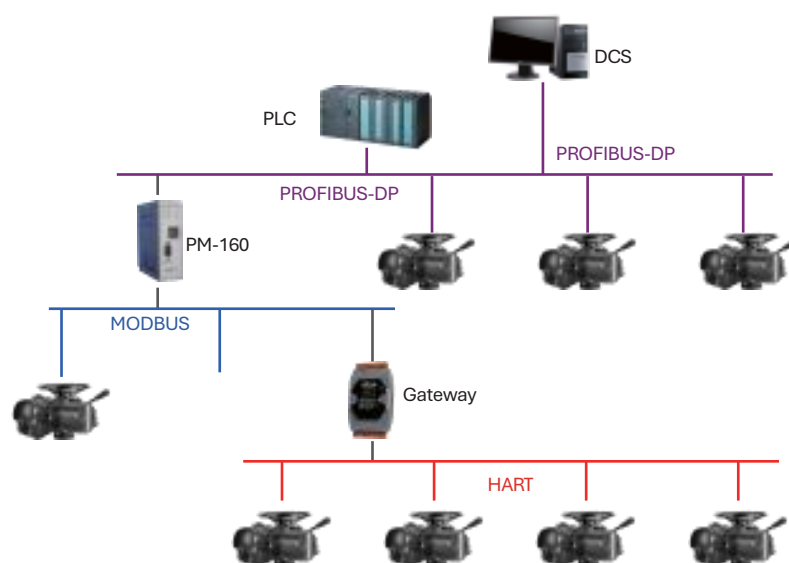 DCS
PLC
PROFIBUS-DP
PROFIBUS-DP
PM-160
MODBUS
Gateway
HART